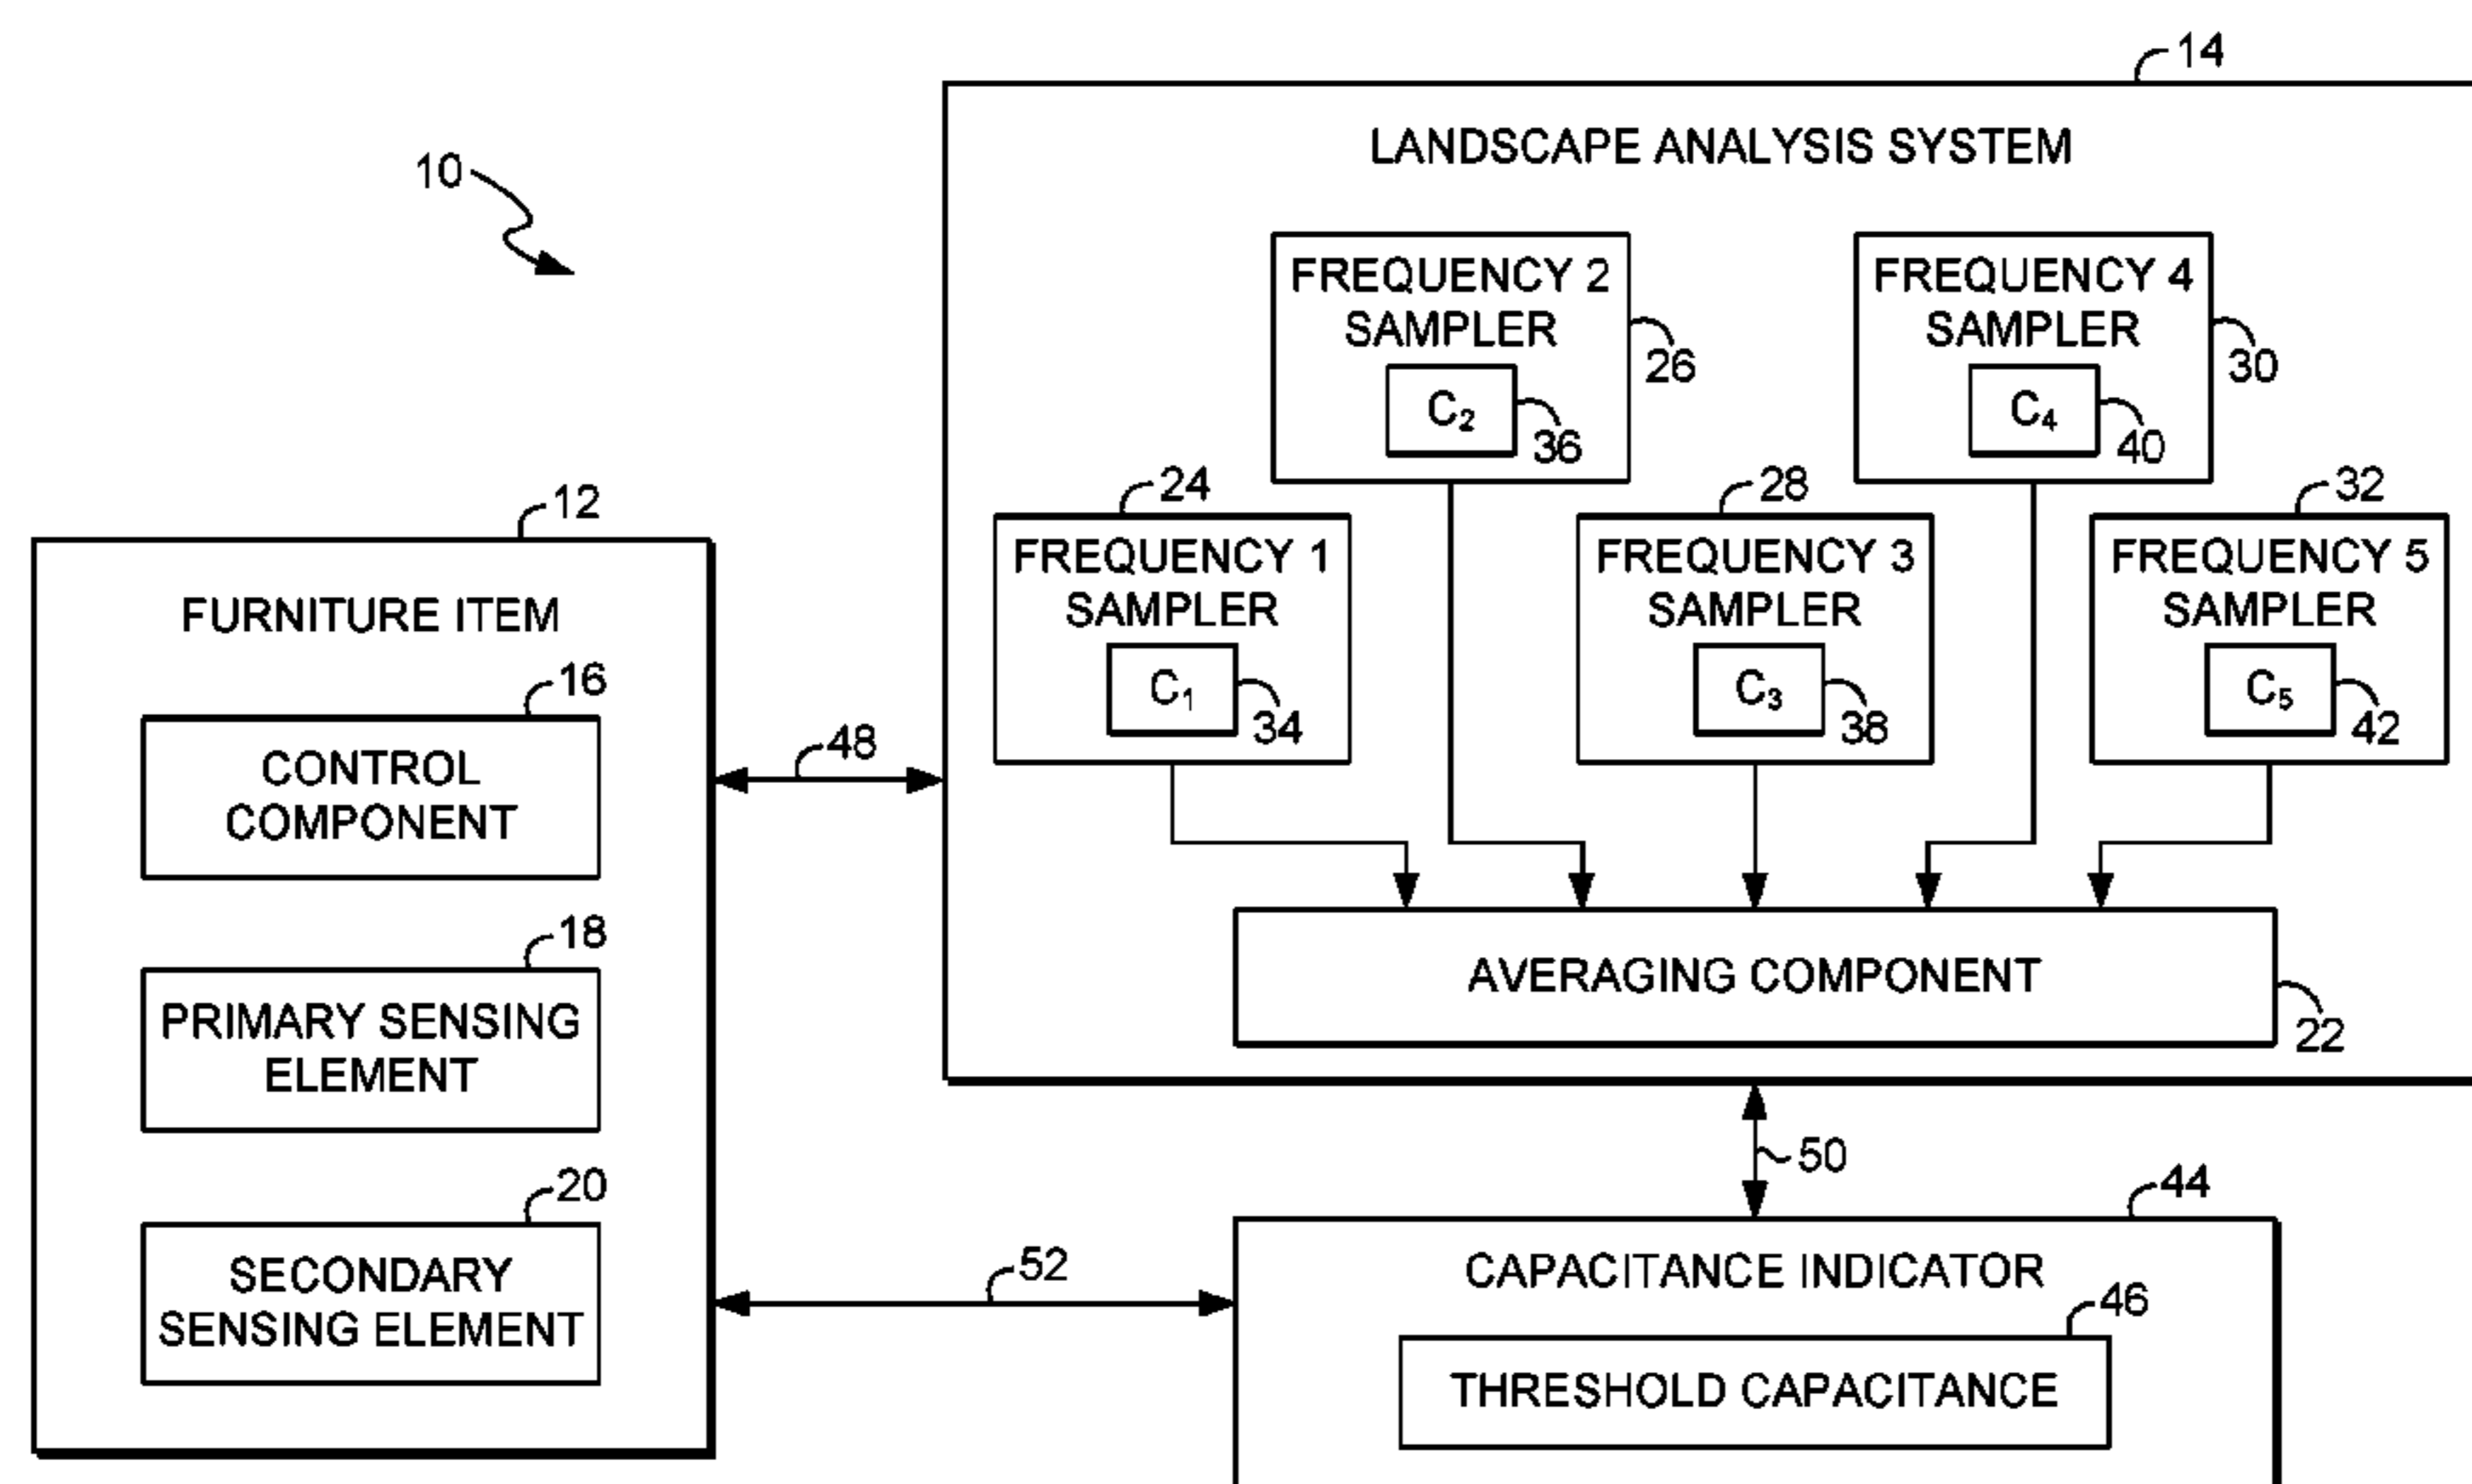 14
LANDSCAPE ANALYSIS SYSTEM
10
FREQUENCY 2
SAMPLER
26
C₂
36
FREQUENCY 4
SAMPLER
30
C₄
40
24
FREQUENCY 1
SAMPLER
C₁
34
28
FREQUENCY 3
SAMPLER
C₃
38
32
FREQUENCY 5
SAMPLER
C₅
42
12
FURNITURE ITEM
16
CONTROL
COMPONENT
18
PRIMARY SENSING
ELEMENT
20
SECONDARY
SENSING ELEMENT
48
AVERAGING COMPONENT
22
50
52
44
CAPACITANCE INDICATOR
46
THRESHOLD CAPACITANCE